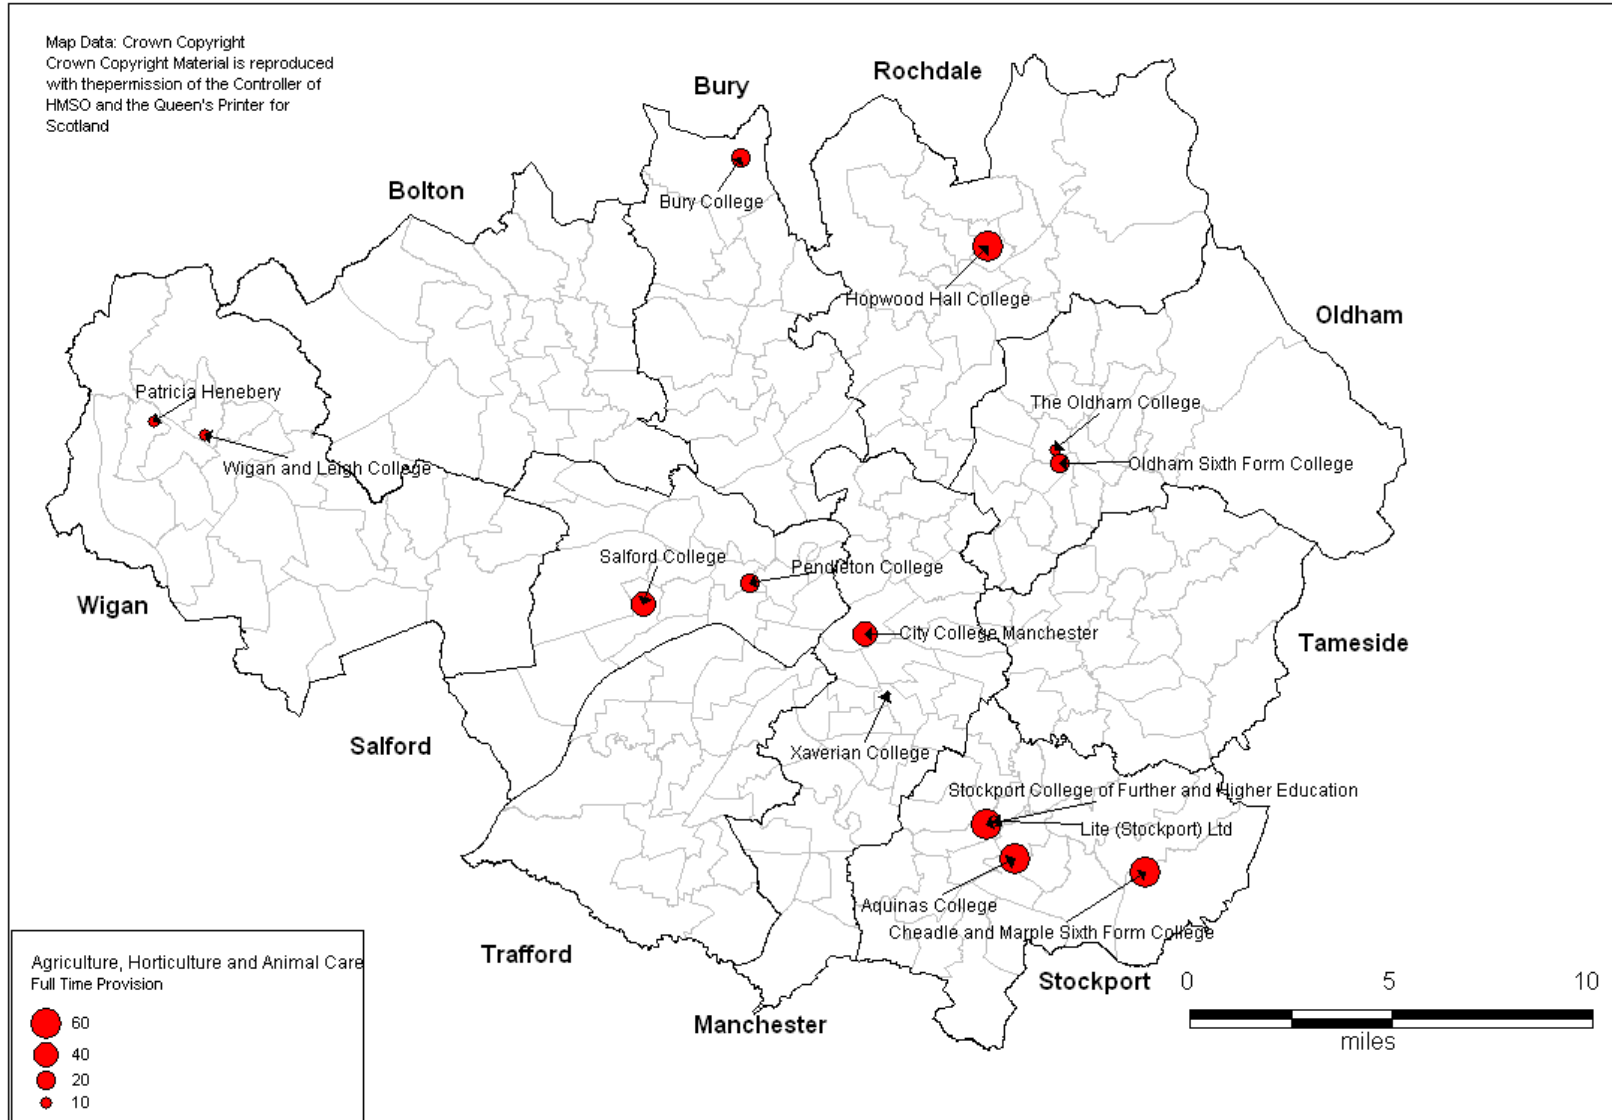 Map Data: Crown Copyright
Crown Copyright Material is reproduced
with thepermission of the Controller of
HMSO and the Queen's Printer for
Scotland
Bury
Rochdale
Bolton
Bury College
Hopwood Hall College
Oldham
Patricia Henebery
The Oldham College
Wigan and Leigh College
Oldham Sixth Form College
Salford College
Pendleton College
Wigan
City College Manchester
Tameside
Salford
Xaverian College
Stockport College of Further and Higher Education
Lite (Stockport) Ltd
Aquinas College
Cheadle and Marple Sixth Form College
Trafford
Stockport
Manchester
0 5 10
miles
Agriculture, Horticulture and Animal Care
Full Time Provision
60
40
20
10